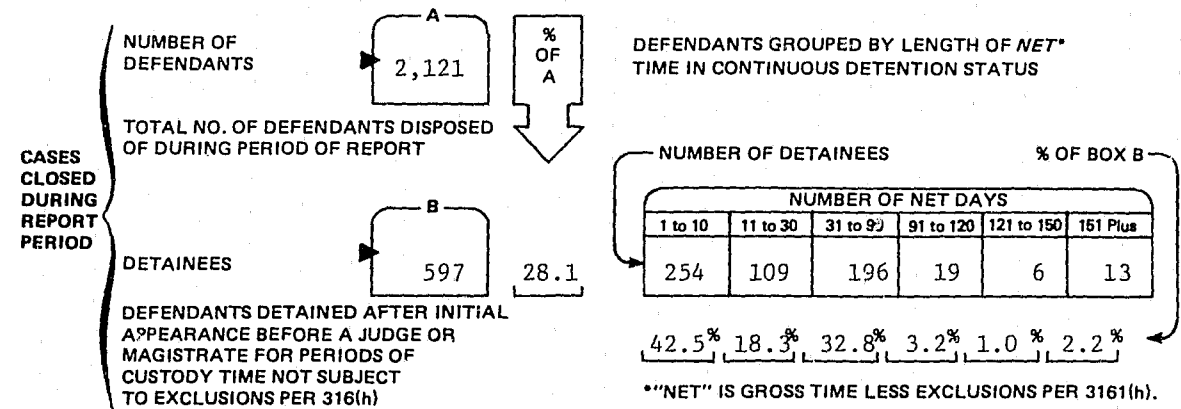 CASES
CLOSED
DURING
REPORT
PERIOD
NUMBER OF
DEFENDANTS
A
2,121
%
OF
A
TOTAL NO. OF DEFENDANTS DISPOSED
OF DURING PERIOD OF REPORT
DETAINEES
B
597
28.1
DEFENDANTS DETAINED AFTER INITIAL
APPEARANCE BEFORE A JUDGE OR
MAGISTRATE FOR PERIODS OF
CUSTODY TIME NOT SUBJECT
TO EXCLUSIONS PER 316(h)
DEFENDANTS GROUPED BY LENGTH OF NET*
TIME IN CONTINUOUS DETENTION STATUS
NUMBER OF DETAINEES % OF BOX B
NUMBER OF NET DAYS
1 to 10 11 to 30 31 to 90 91 to 120 121 to 150 151 Plus
254 109 196 19 6 13
42.5% 18.3% 32.8% 3.2% 1.0 % 2.2%
*"NET" IS GROSS TIME LESS EXCLUSIONS PER 3161(h).